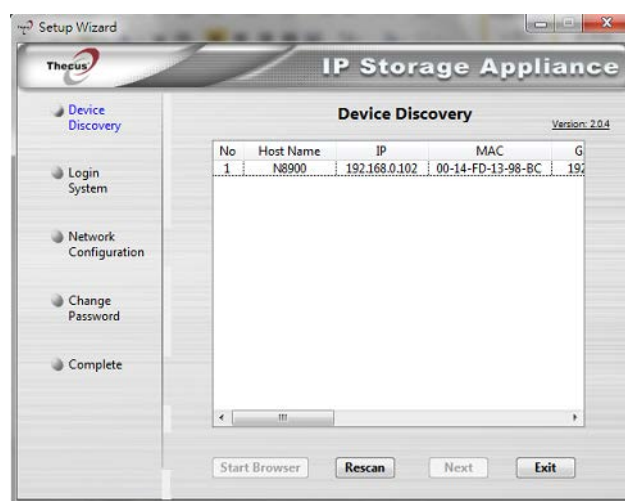 Setup Wizard
Thecus
IP Storage Appliance
Device Discovery
Login System
Network Configuration
Change Password
Complete
Device Discovery
Version: 2.0.4
No Host Name IP MAC G
1 N8900 192.168.0.102 00-14-FD-13-98-BC 192
Start Browser Rescan Next Exit